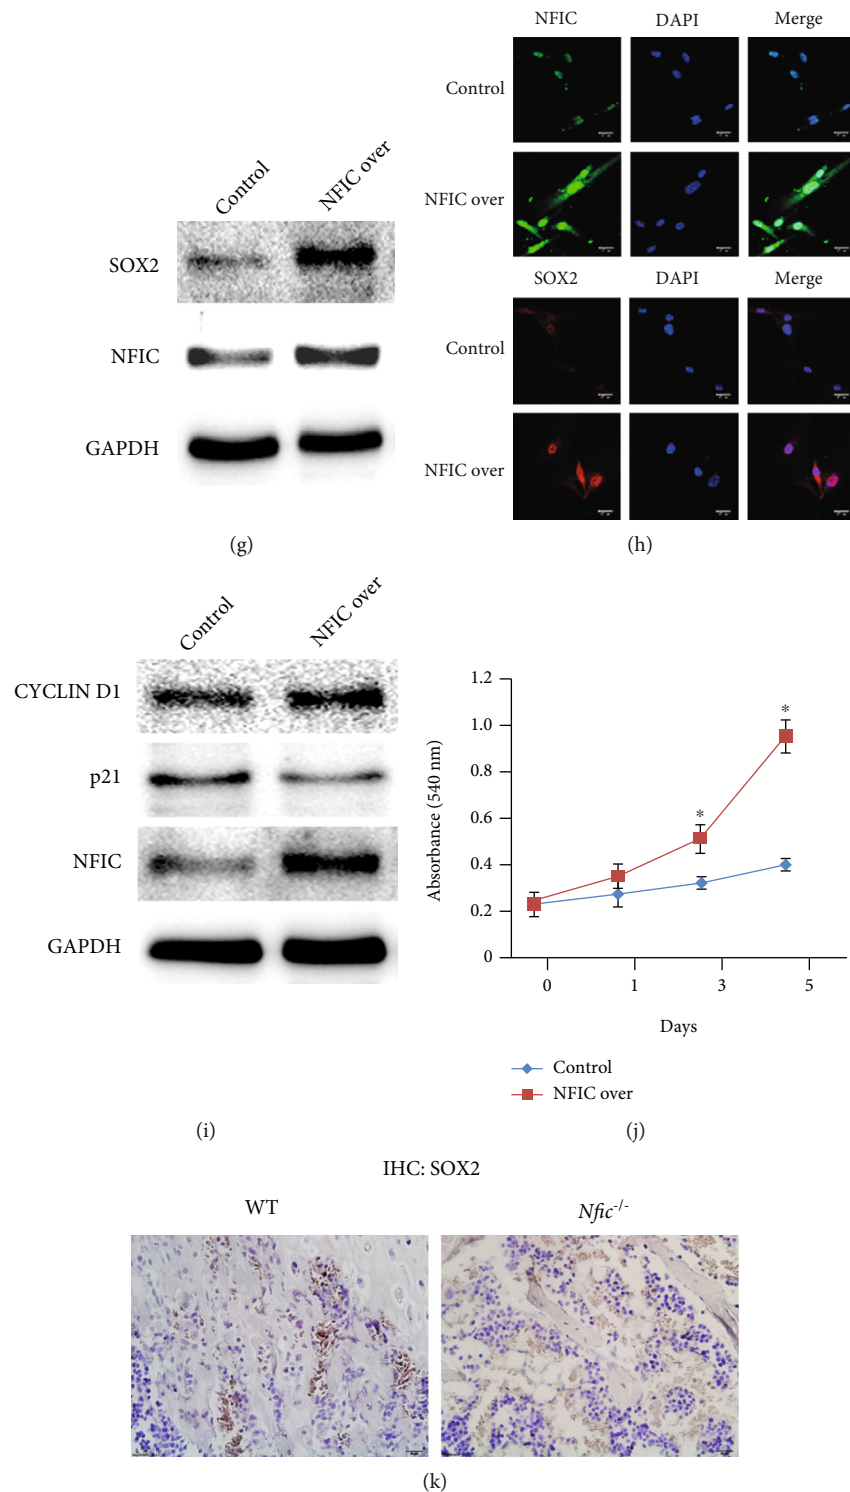 Control
NFIC over
SOX2
NFIC
GAPDH
(g)
NFIC DAPI Merge
Control
NFIC over
SOX2 DAPI Merge
Control
NFIC over
(h)
Control
NFIC over
CYCLIN D1
p21
NFIC
GAPDH
(i)
1.2
1.0
0.8
0.6
0.4
0.2
0
Absorbance (540 nm)
*
*
0 1 3 5
Days
Control
NFIC over
(j)
IHC: SOX2
WT
Nfic-/-
(k)